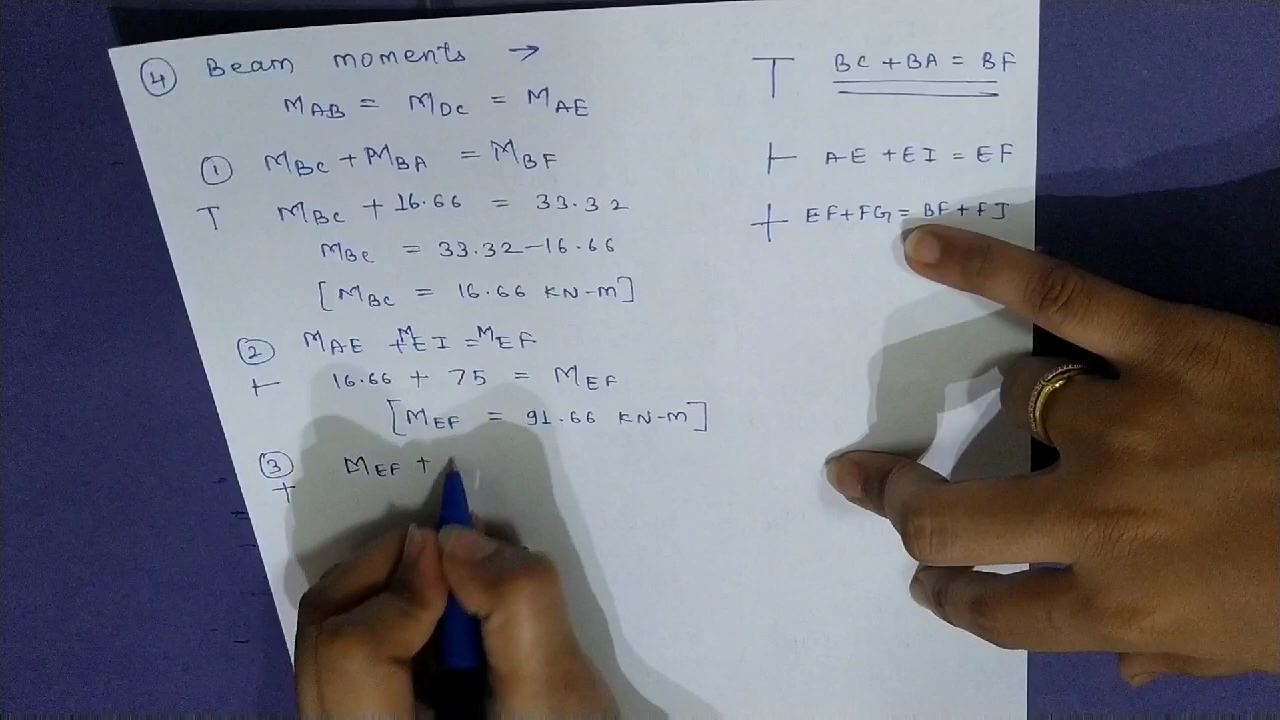 ④ Beam moments →
MAB = MDC = MAE
① MBC + MBA = MBF
T MBC + 16.66 = 33.32
MBC = 33.32 - 16.66
[MBC = 16.66 KN-m]
② MAE + MEI = MEF
⊢ 16.66 + 75 = MEF
[MEF = 91.66 KN-m]
③ MEF +
+
T BC + BA = BF
⊢ AE + EI = EF
+ EF + FG = BF + FJ